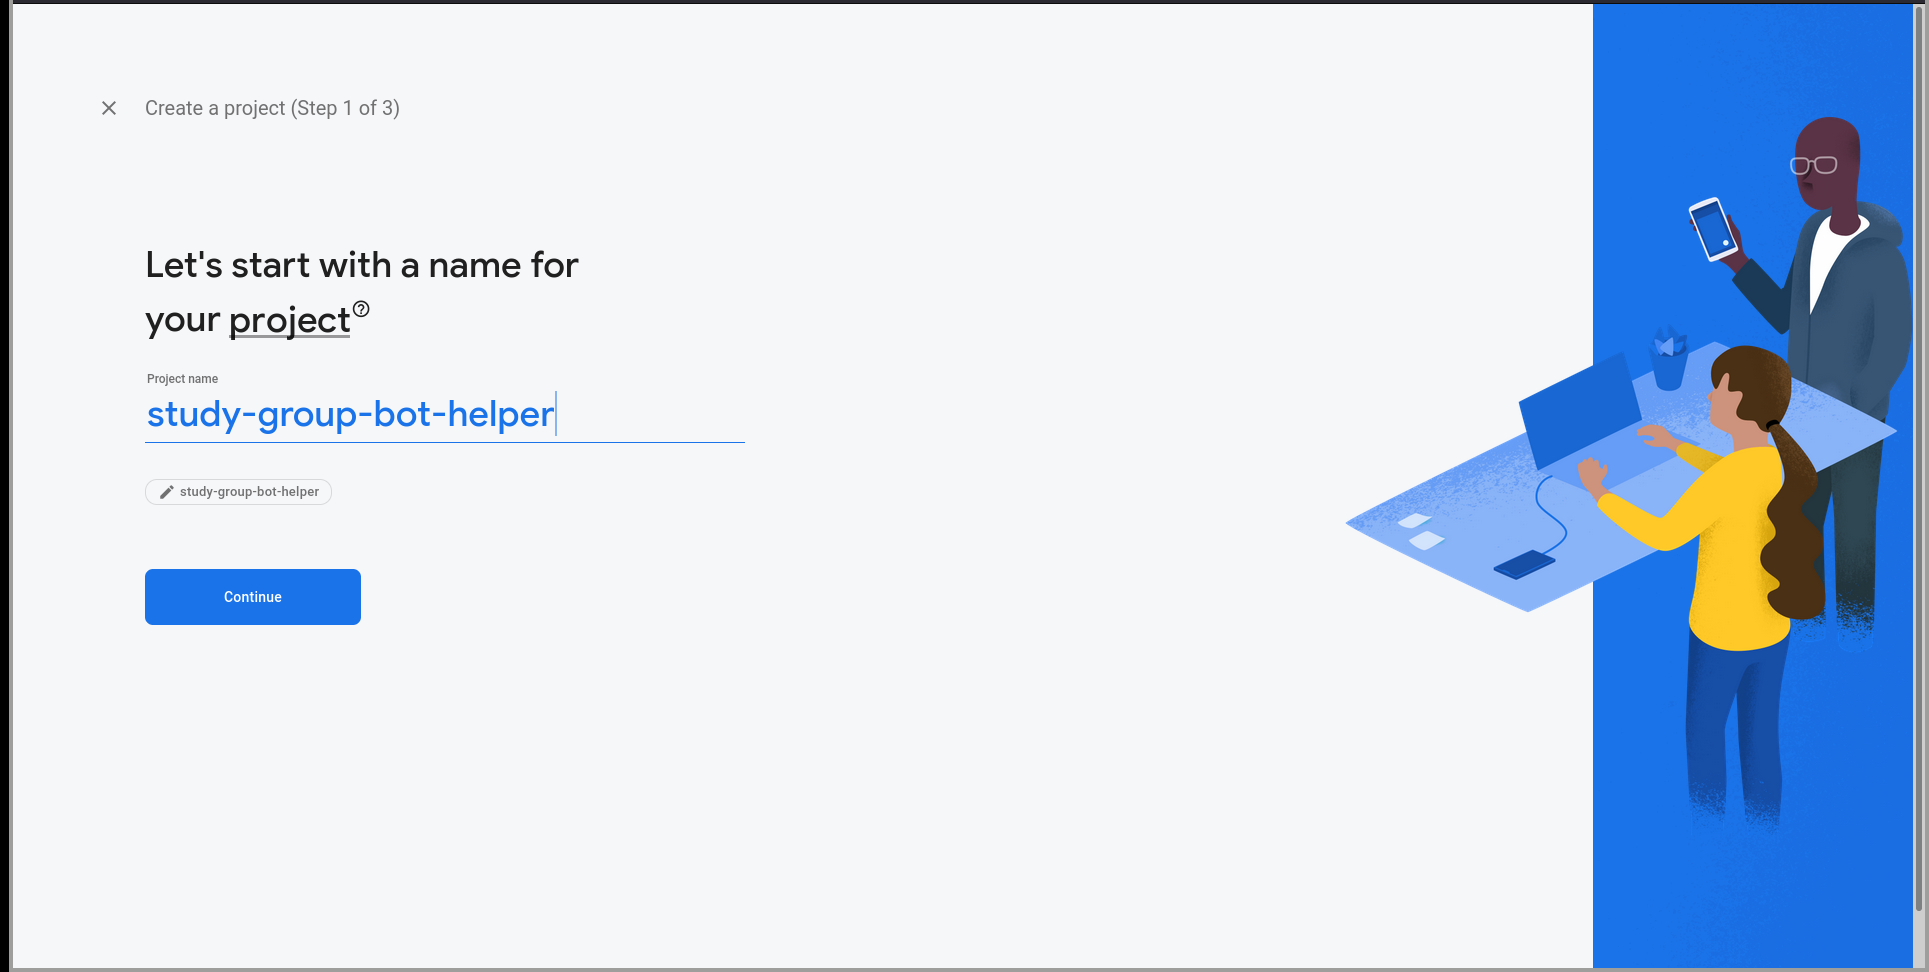 Create a project (Step 1 of 3)
Let's start with a name for
your project
Project name
study-group-bot-helper
study-group-bot-helper
Continue